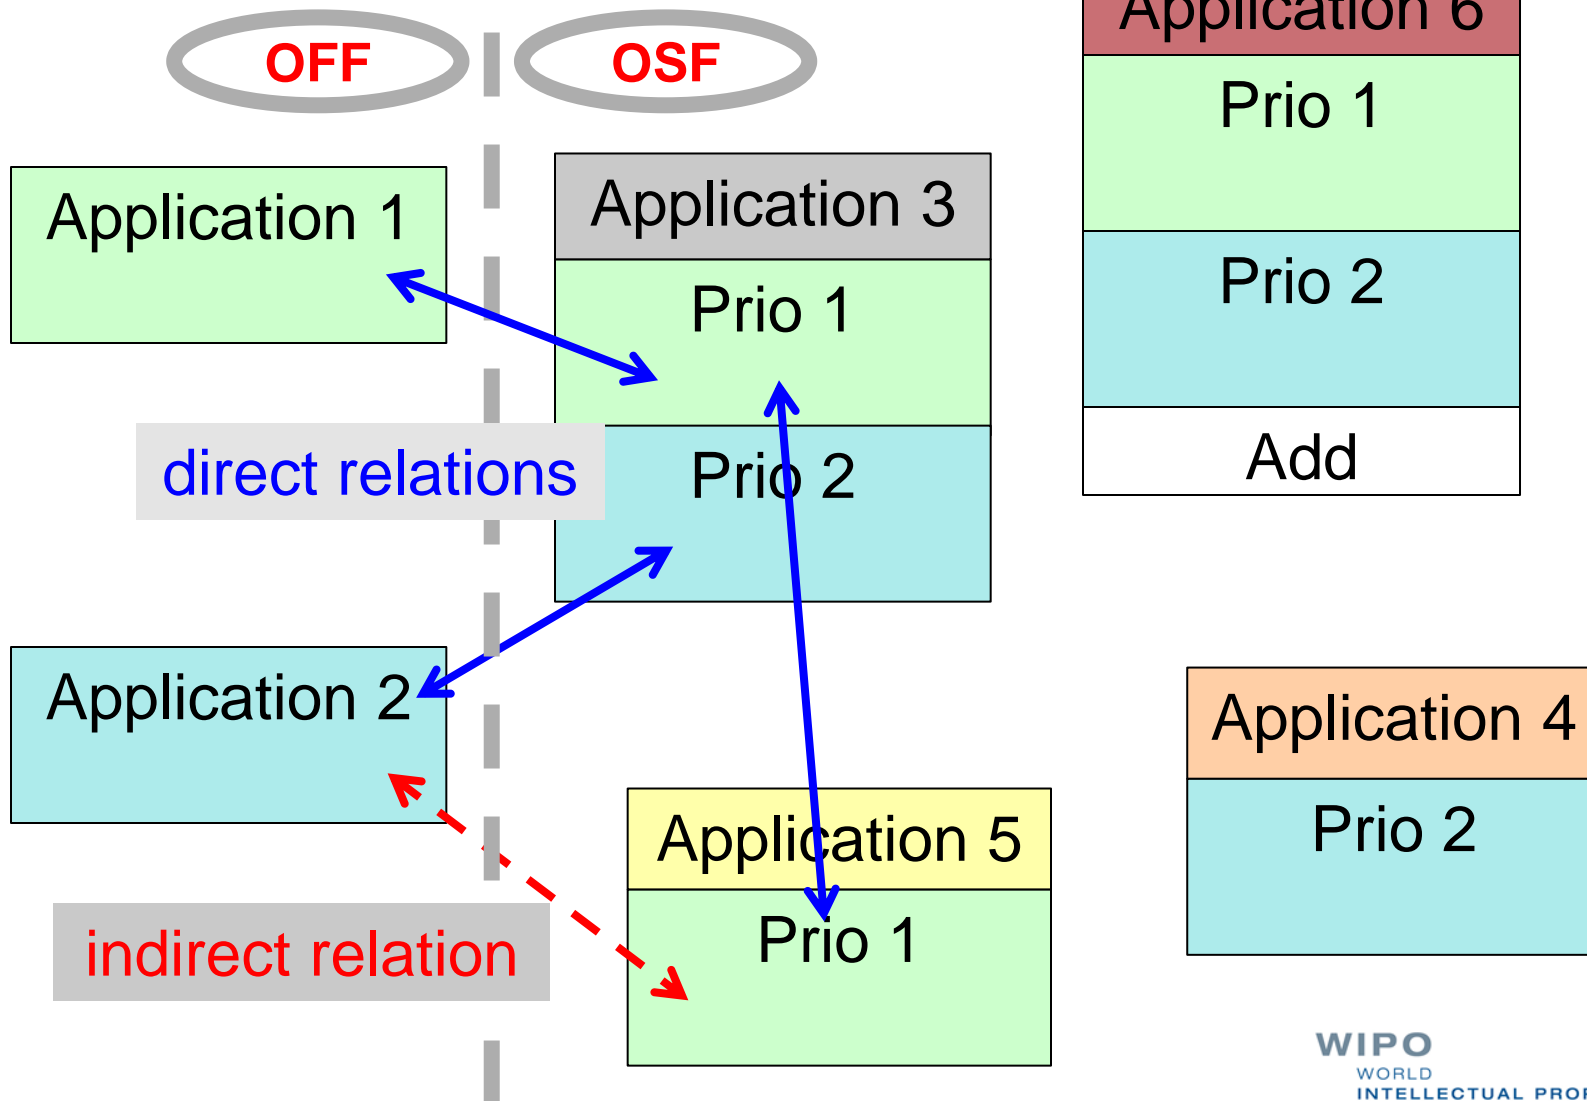 OFF
OSF
Application 6
Prio 1
Prio 2
Add
Application 1
Application 3
Prio 1
Prio 2
direct relations
Application 2
Application 4
Prio 2
Application 5
Prio 1
indirect relation
WIPO
WORLD
INTELLECTUAL